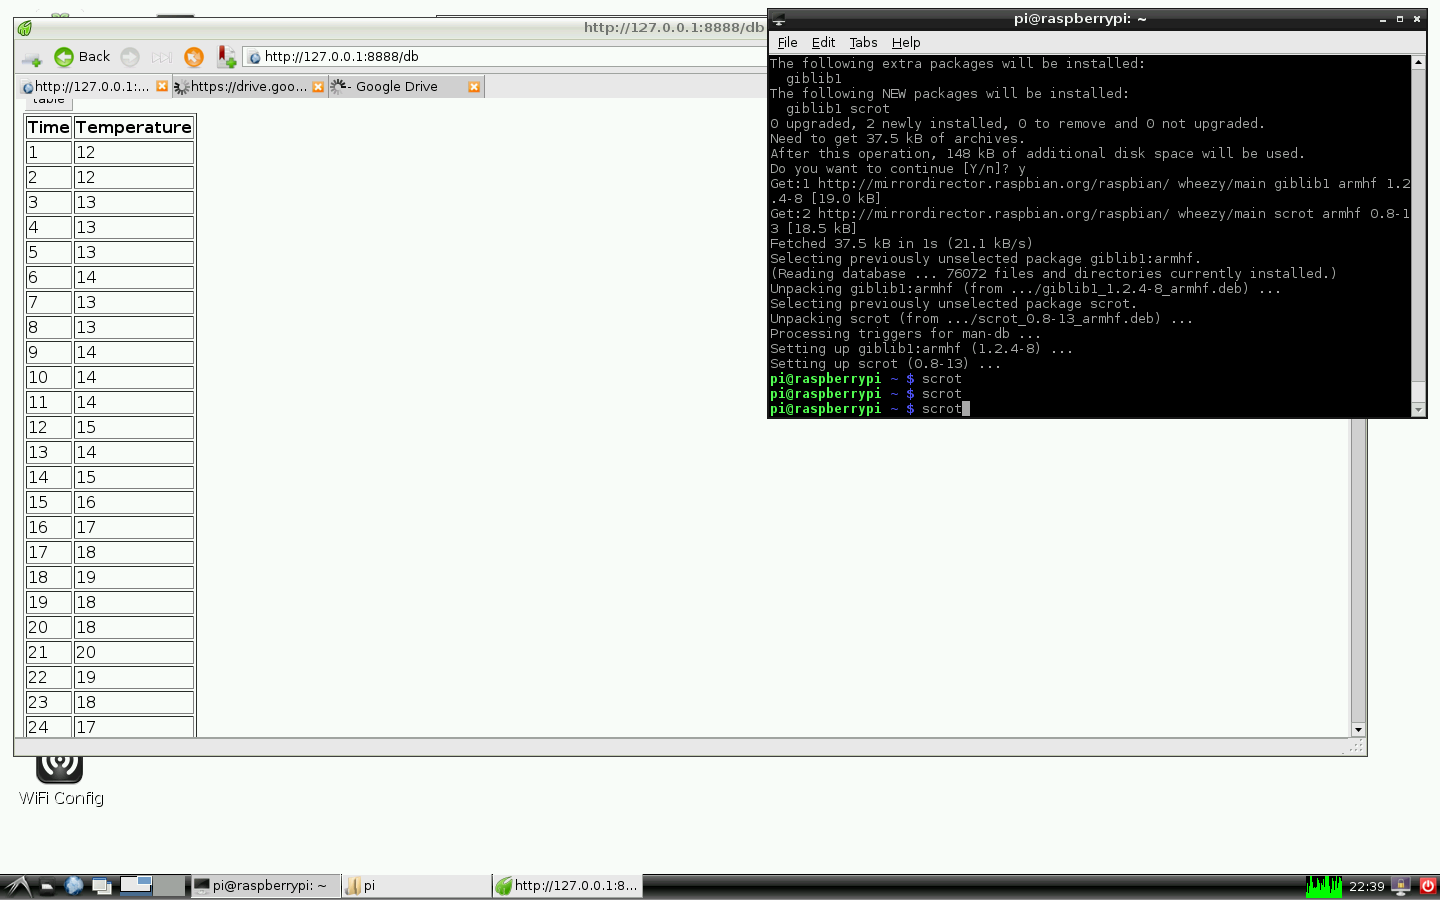 http://127.0.0.1:8888/db
Back
http://127.0.0.1:8888/db
http://127.0.0.1:...
https://drive.goo...
- Google Drive
table
Time Temperature
1 12
2 12
3 13
4 13
5 13
6 14
7 13
8 13
9 14
10 14
11 14
12 15
13 14
14 15
15 16
16 17
17 18
18 19
19 18
20 18
21 20
22 19
23 18
24 17
pi@raspberrypi: ~
File Edit Tabs Help
The following extra packages will be installed:
giblib1
The following NEW packages will be installed:
giblib1 scrot
0 upgraded, 2 newly installed, 0 to remove and 0 not upgraded.
Need to get 37.5 kB of archives.
After this operation, 148 kB of additional disk space will be used.
Do you want to continue [Y/n]? y
Get:1 http://mirrordirector.raspbian.org/raspbian/ wheezy/main giblib1 armhf 1.2
.4-8 [19.0 kB]
Get:2 http://mirrordirector.raspbian.org/raspbian/ wheezy/main scrot armhf 0.8-1
3 [18.5 kB]
Fetched 37.5 kB in 1s (21.1 kB/s)
Selecting previously unselected package giblib1:armhf.
(Reading database ... 76072 files and directories currently installed.)
Unpacking giblib1:armhf (from .../giblib1_1.2.4-8_armhf.deb) ...
Selecting previously unselected package scrot.
Unpacking scrot (from .../scrot_0.8-13_armhf.deb) ...
Processing triggers for man-db ...
Setting up giblib1:armhf (1.2.4-8) ...
Setting up scrot (0.8-13) ...
pi@raspberrypi ~ $ scrot
pi@raspberrypi ~ $ scrot
pi@raspberrypi ~ $ scrot
WiFi Config
pi@raspberrypi: ~
pi
http://127.0.0.1:8...
22:39